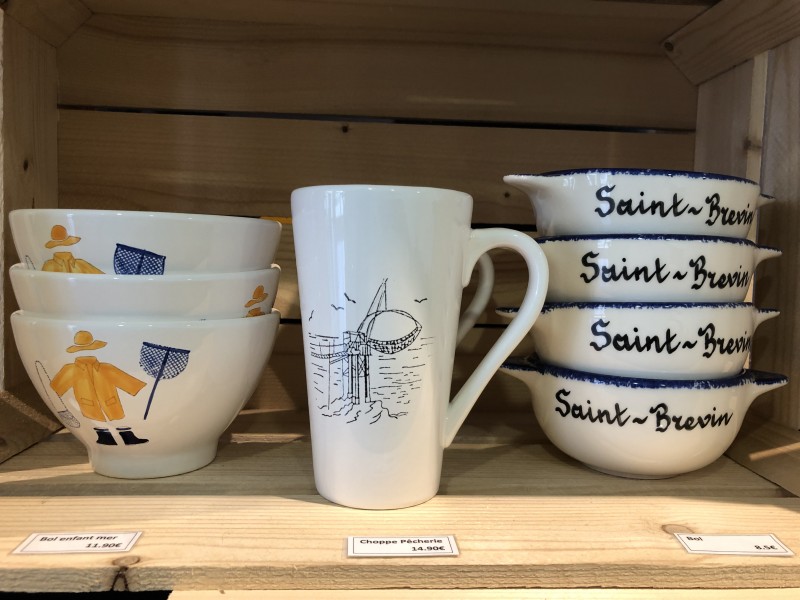 Saint~Brevin
Saint~Brevin
Saint~Brevin
Saint~Brevin
Bol enfant mer
11.90€
Choppe Pêcherie
14.90€
Bol
8.5€